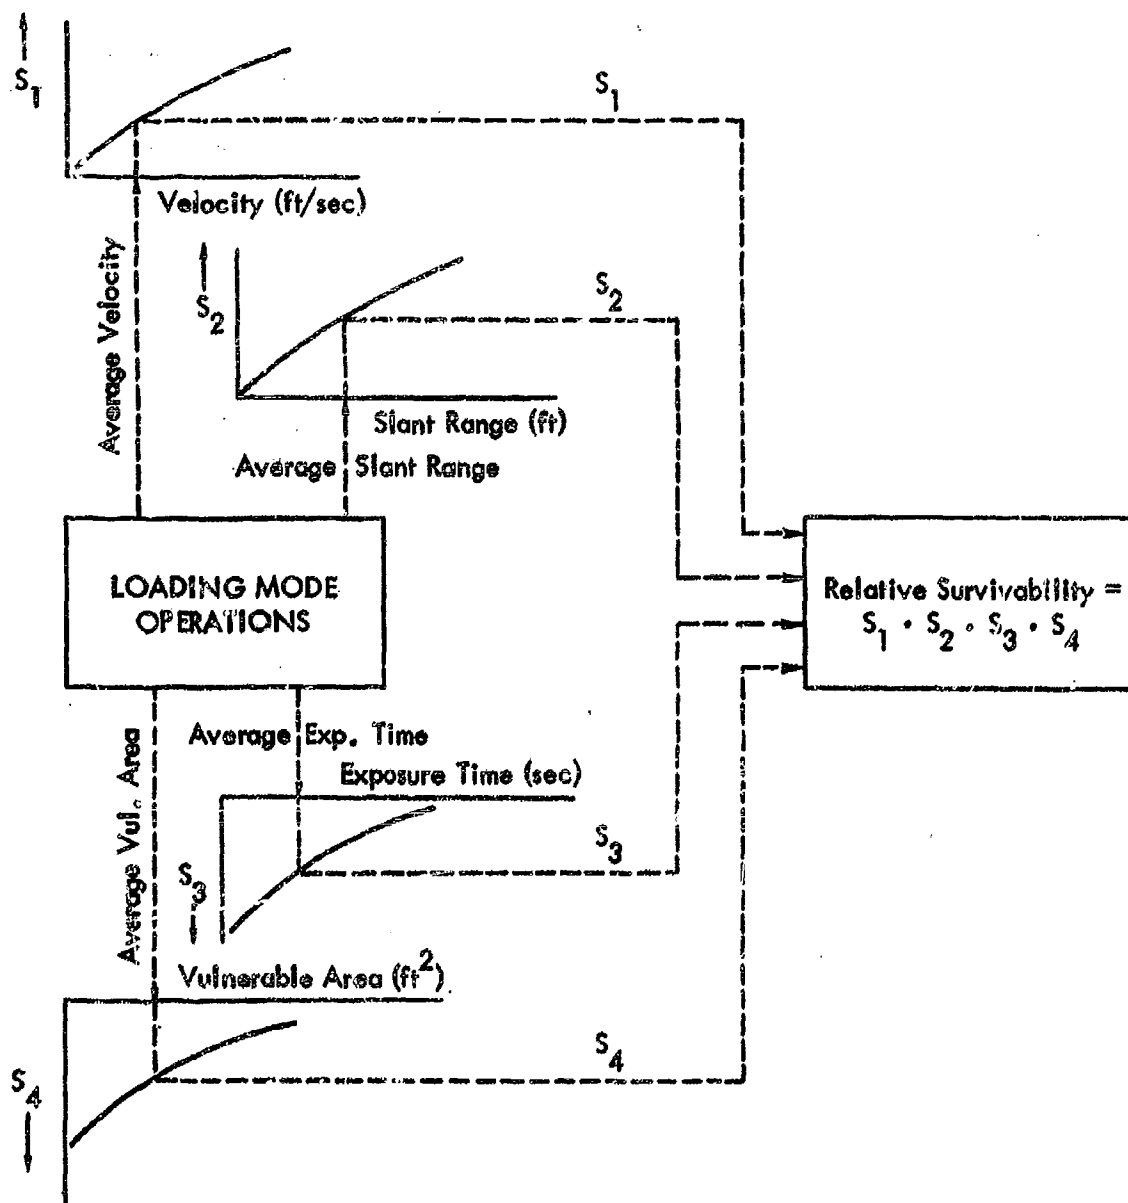 S₁
S₁
Velocity (ft/sec)
Average Velocity
S₂
S₂
Slant Range (ft)
Average Slant Range
LOADING MODE
OPERATIONS
Relative Survivability =
S₁ · S₂ · S₃ · S₄
Average Exp. Time
Average Vul. Area
Exposure Time (sec)
S₃
S₃
Vulnerable Area (ft²)
S₄
S₄